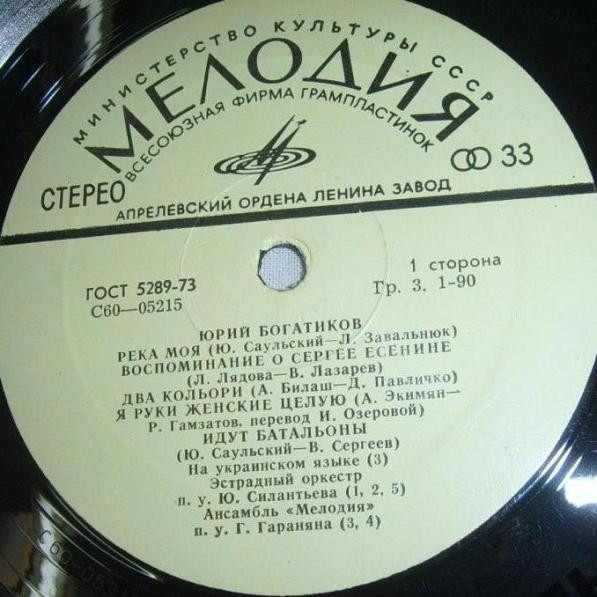 МИНИСТЕРСТВО КУЛЬТУРЫ СССР
МЕЛОДИЯ
ВСЕСОЮЗНАЯ ФИРМА ГРАМПЛАСТИНОК
СТЕРЕО
33
АПРЕЛЕВСКИЙ ОРДЕНА ЛЕНИНА ЗАВОД
ГОСТ 5289-73
С60—05215
1 сторона
Гр. 3. 1-90
ЮРИЙ БОГАТИКОВ
РЕКА МОЯ (Ю. Саульский—Л. Завальнюк)
ВОСПОМИНАНИЕ О СЕРГЕЕ ЕСЕНИНЕ
(Л. Лядова—В. Лазарев)
ДВА КОЛЬОРИ (А. Билаш—Д. Павличко)
Я РУКИ ЖЕНСКИЕ ЦЕЛУЮ (А. Экимян—
Р. Гамзатов, перевод И. Озеровой)
ИДУТ БАТАЛЬОНЫ
(Ю. Саульский—В. Сергеев)
На украинском языке (3)
Эстрадный оркестр
п. у. Ю. Силантьева (1, 2, 5)
Ансамбль «Мелодия»
п. у. Г. Гараняна (3, 4)